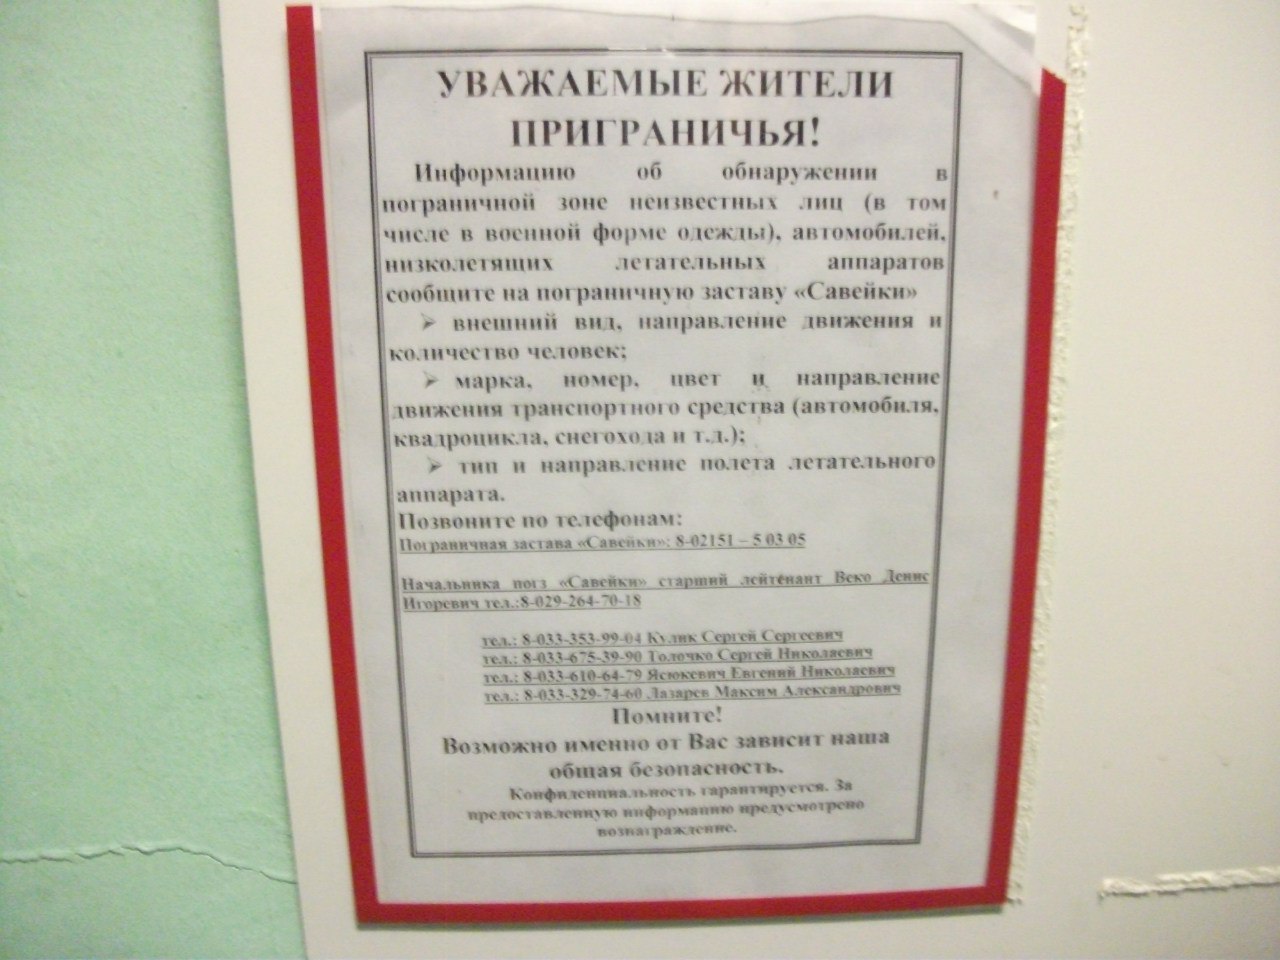 УВАЖАЕМЫЕ ЖИТЕЛИ
ПРИГРАНИЧЬЯ!
Информацию об обнаружении в
пограничной зоне неизвестных лиц (в том
числе в военной форме одежды), автомобилей,
низколетящих летательных аппаратов
сообщите на пограничную заставу «Савейки»
➢ внешний вид, направление движения и
количество человек;
➢ марка, номер, цвет и направление
движения транспортного средства (автомобиля,
квадроцикла, снегохода и т.д.);
➢ тип и направление полета летательного
аппарата.
Позвоните по телефонам:
Пограничная застава «Савейки»: 8-02151 – 5 03 05
Начальника погз «Савейки» старший лейтенант Веко Денис
Игоревич тел.:8-029-264-70-18
тел.: 8-033-353-99-04 Кулик Сергей Сергеевич
тел.: 8-033-675-39-90 Толочко Сергей Николаевич
тел.: 8-033-610-64-79 Ясюкевич Евгений Николаевич
тел.: 8-033-329-74-60 Лазарев Максим Александрович
Помните!
Возможно именно от Вас зависит наша
общая безопасность.
Конфиденциальность гарантируется. За
предоставленную информацию предусмотрено
вознаграждение.